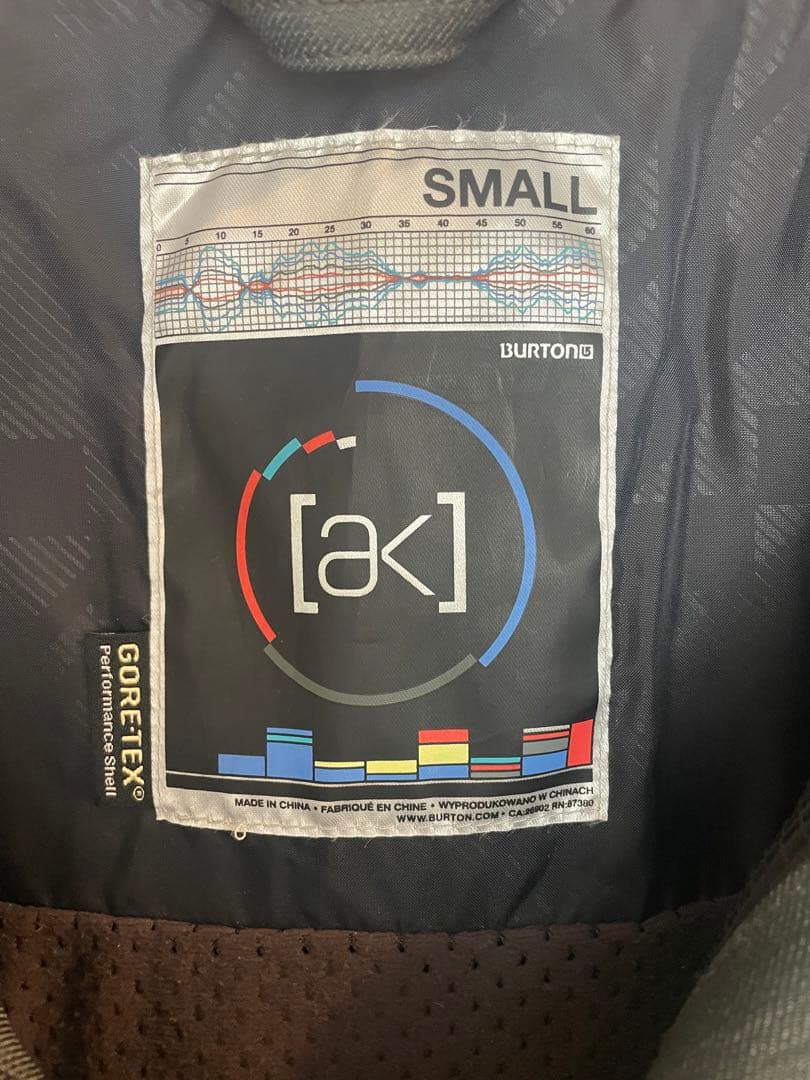 SMALL
0 5 10 15 20 25 30 35 40 45 50 55 60
BURTON
[ak]
GORE-TEX®
Performance Shell
MADE IN CHINA • FABRIQUÉ EN CHINE • WYPRODUKOWANO W CHINACH
WWW.BURTON.COM • CA:26902 RN:87380